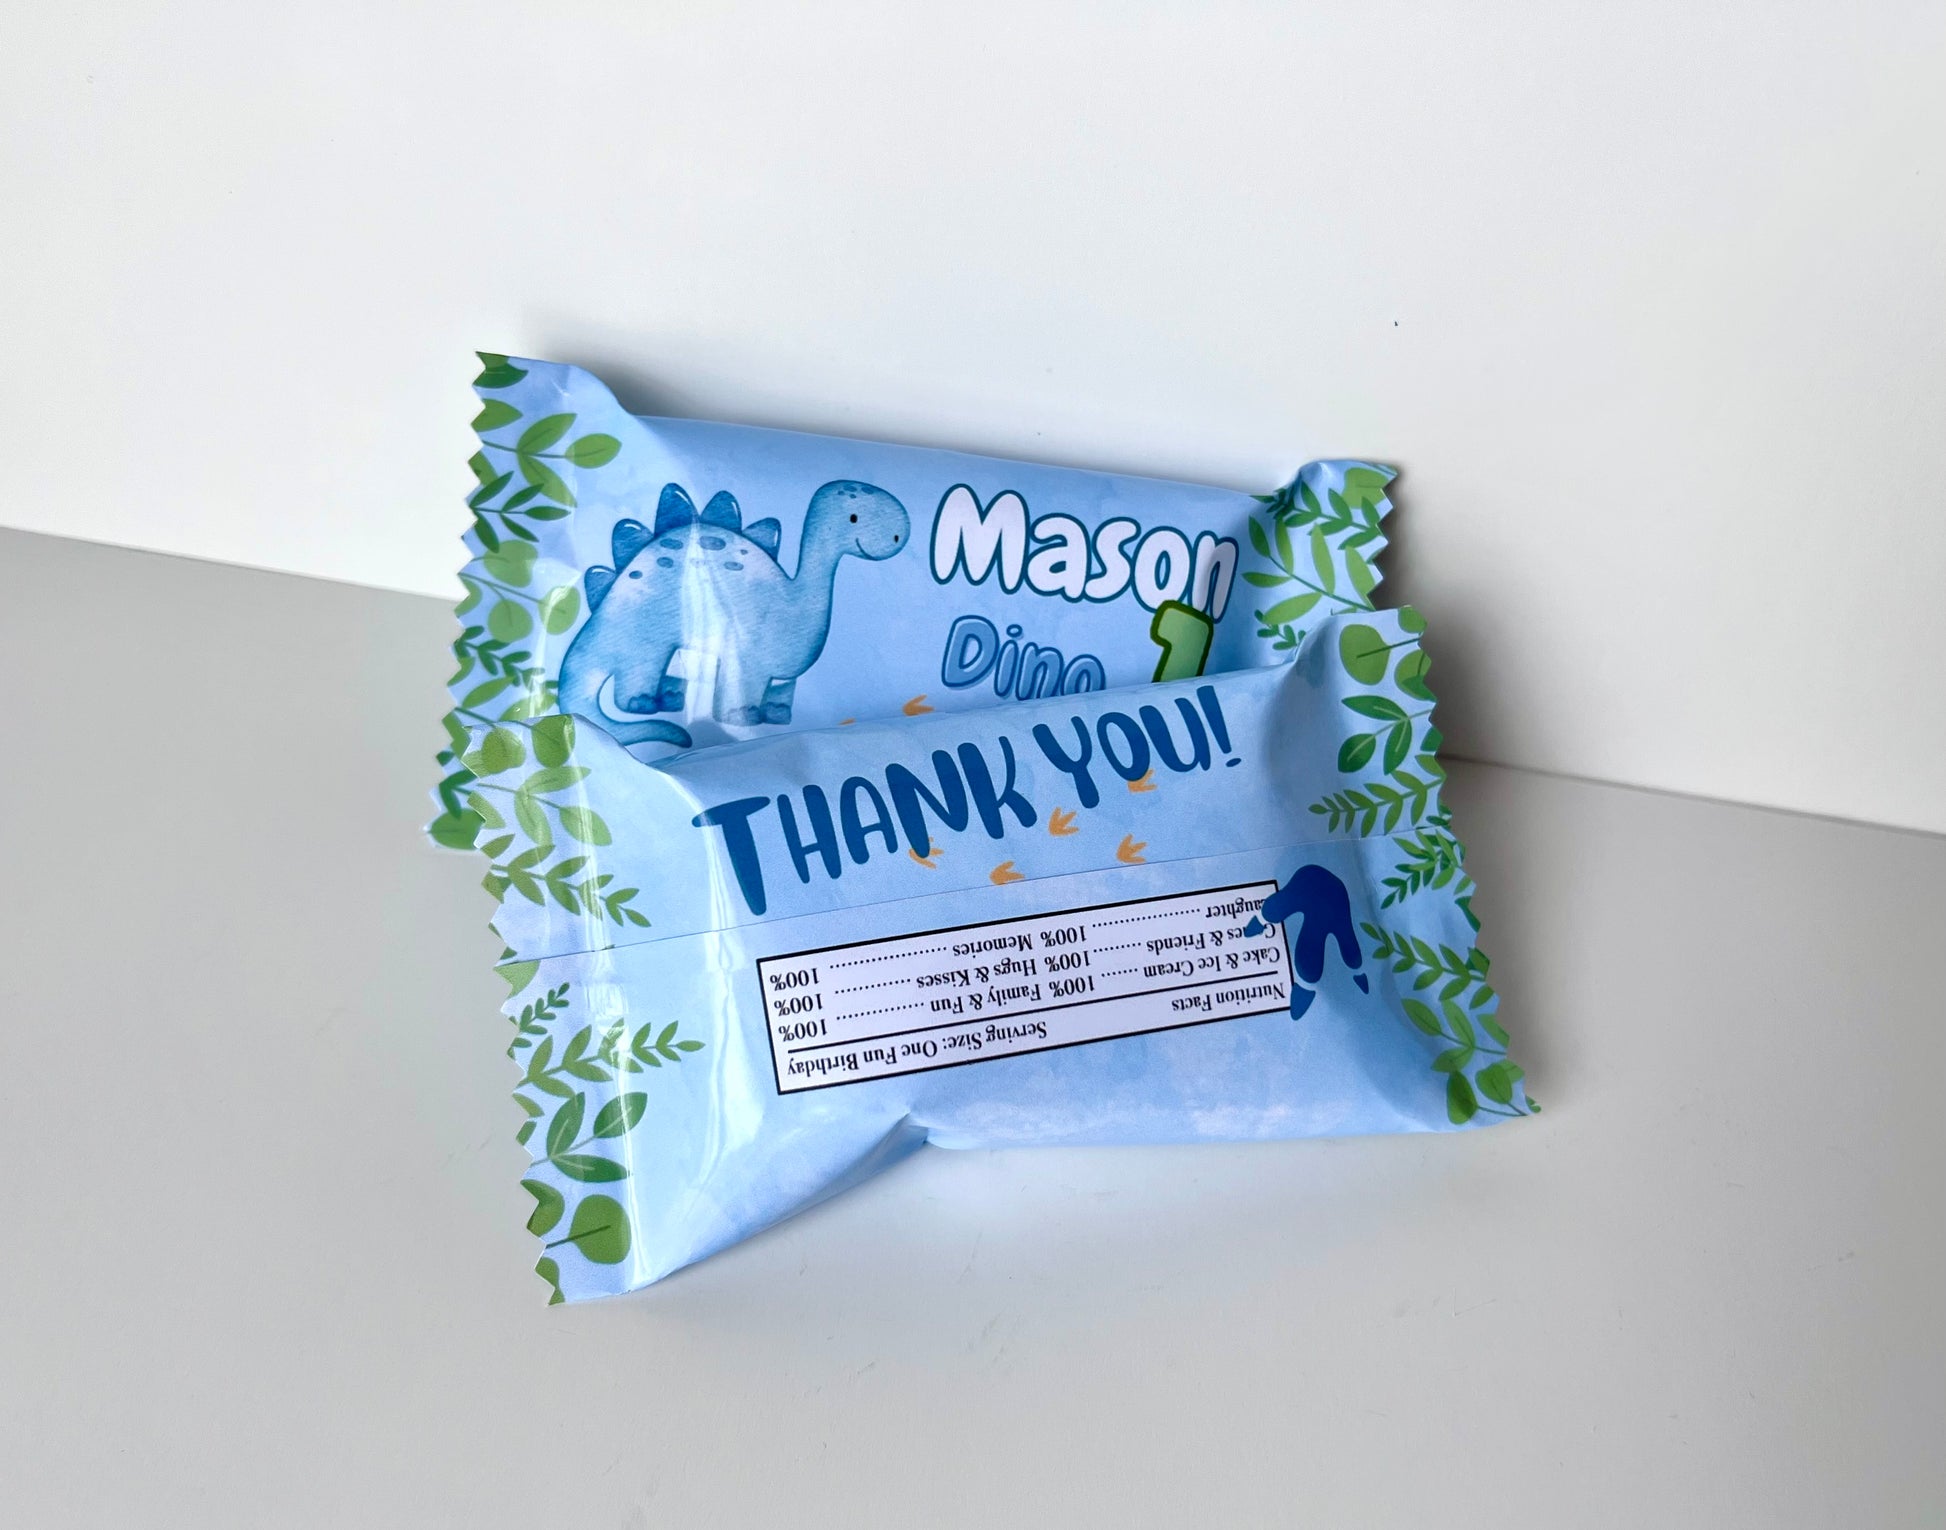 Mason
Dino
1
THANK YOU!
Nutrition Facts Serving Size: One Fun Birthday
Cake & Ice Cream ....... 100% Family & Fun ................ 100%
& Friends ......... 100% Hugs & Kisses .............. 100%
Laughter .................... 100% Memories ..................... 100%